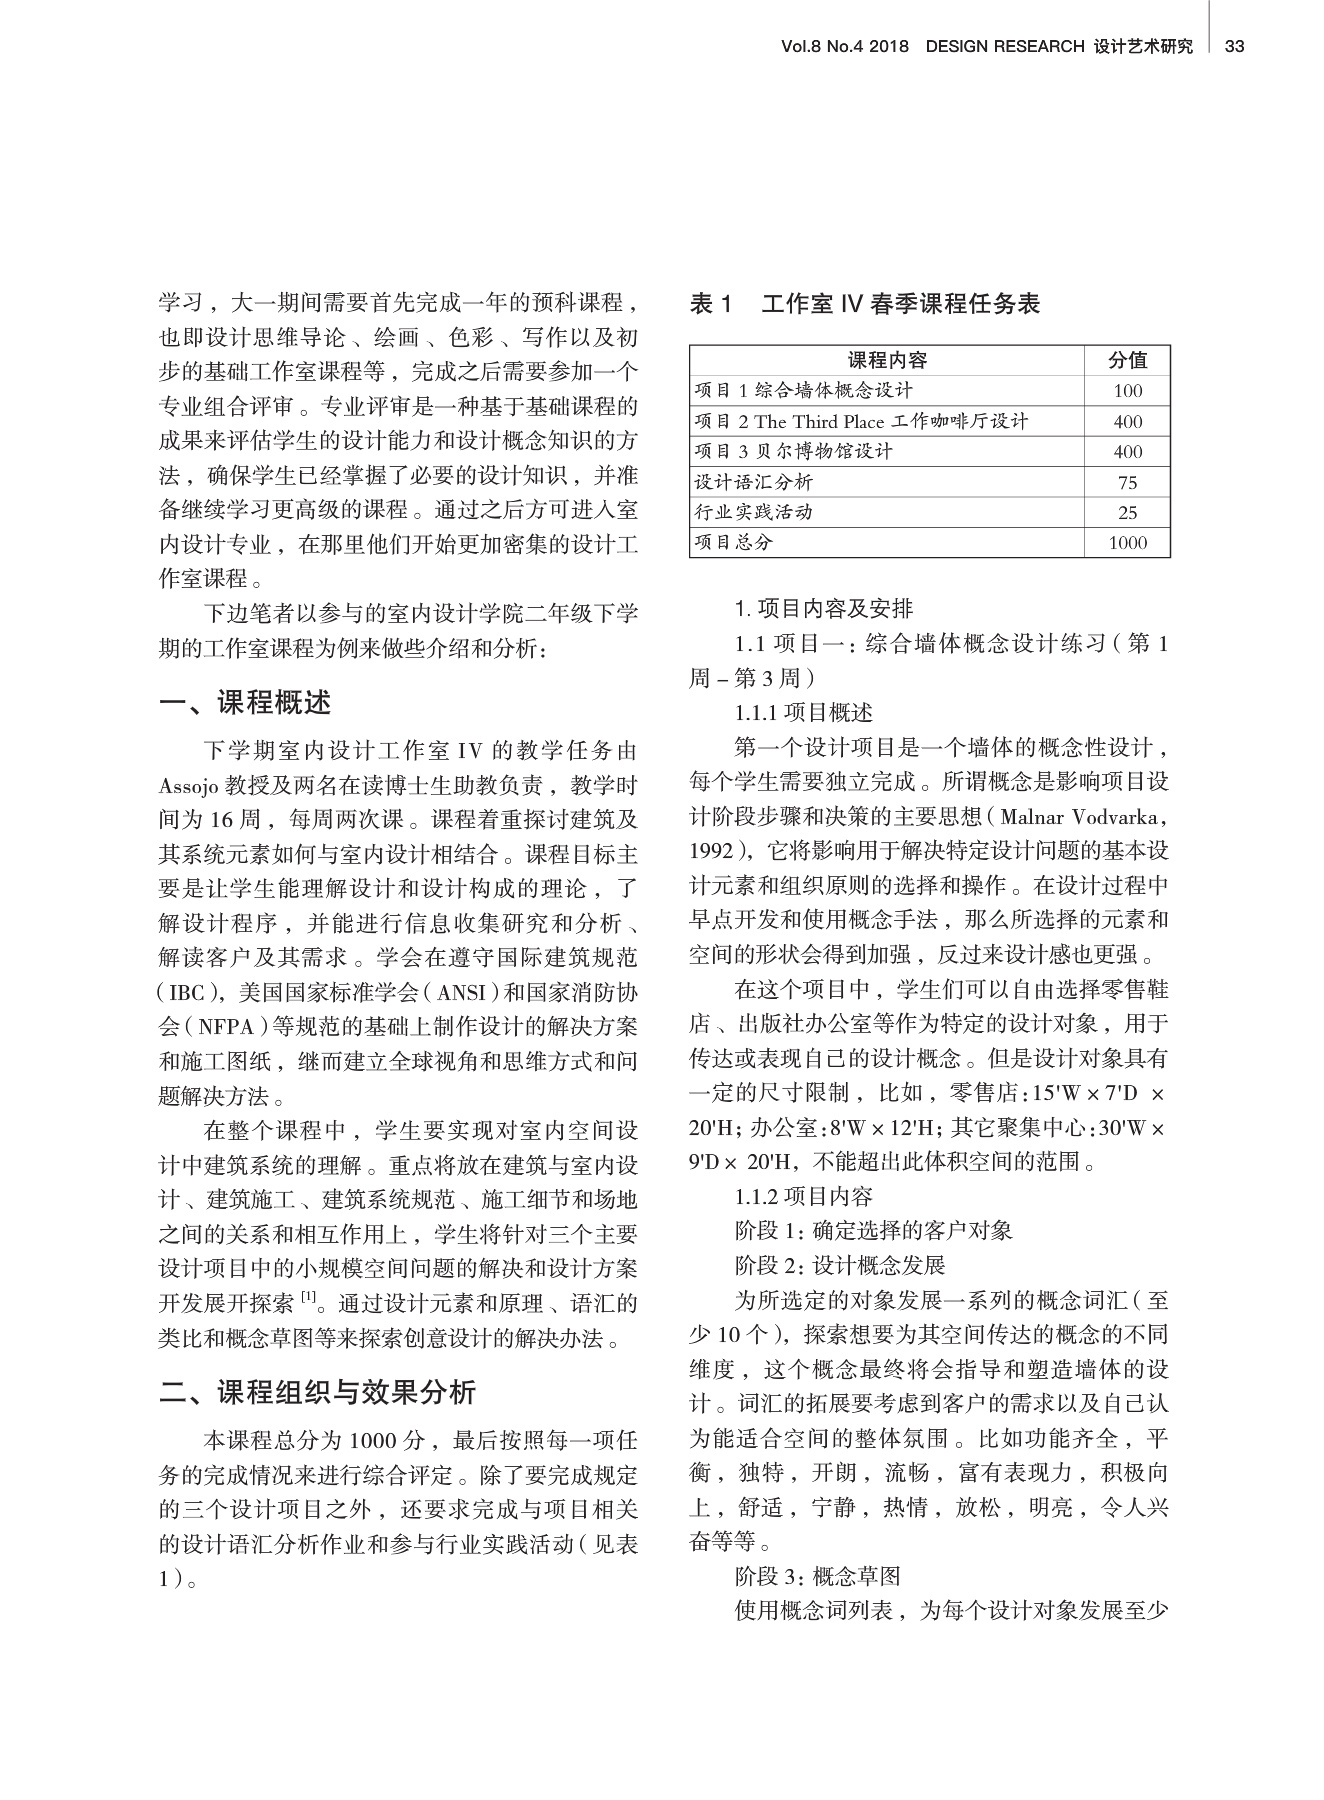 Vol.8 No.4 2018 DESIGN RESEARCH 设计艺术研究 33
学习，大一期间需要首先完成一年的预科课程，
也即设计思维导论、绘画、色彩、写作以及初
步的基础工作室课程等，完成之后需要参加一个
专业组合评审。专业评审是一种基于基础课程的
成果来评估学生的设计能力和设计概念知识的方
法，确保学生已经掌握了必要的设计知识，并准
备继续学习更高级的课程。通过之后方可进入室
内设计专业，在那里他们开始更加密集的设计工
作室课程。
下边笔者以参与的室内设计学院二年级下学
期的工作室课程为例来做些介绍和分析：
一、课程概述
下学期室内设计工作室 IV 的教学任务由
Assojo 教授及两名在读博士生助教负责，教学时
间为 16 周，每周两次课。课程着重探讨建筑及
其系统元素如何与室内设计相结合。课程目标主
要是让学生能理解设计和设计构成的理论，了
解设计程序，并能进行信息收集研究和分析、
解读客户及其需求。学会在遵守国际建筑规范
（IBC），美国国家标准学会（ANSI）和国家消防协
会（NFPA）等规范的基础上制作设计的解决方案
和施工图纸，继而建立全球视角和思维方式和问
题解决方法。
在整个课程中，学生要实现对室内空间设
计中建筑系统的理解。重点将放在建筑与室内设
计、建筑施工、建筑系统规范、施工细节和场地
之间的关系和相互作用上，学生将针对三个主要
设计项目中的小规模空间问题的解决和设计方案
开发展开探索 [1]。通过设计元素和原理、语汇的
类比和概念草图等来探索创意设计的解决办法。
二、课程组织与效果分析
本课程总分为 1000 分，最后按照每一项任
务的完成情况来进行综合评定。除了要完成规定
的三个设计项目之外，还要求完成与项目相关
的设计语汇分析作业和参与行业实践活动（见表
1）。
表 1 工作室 IV 春季课程任务表
课程内容 分值
项目 1 综合墙体概念设计 100
项目 2 The Third Place 工作咖啡厅设计 400
项目 3 贝尔博物馆设计 400
设计语汇分析 75
行业实践活动 25
项目总分 1000
1. 项目内容及安排
1.1 项目一：综合墙体概念设计练习（第 1
周 – 第 3 周）
1.1.1 项目概述
第一个设计项目是一个墙体的概念性设计，
每个学生需要独立完成。所谓概念是影响项目设
计阶段步骤和决策的主要思想（Malnar Vodvarka，
1992），它将影响用于解决特定设计问题的基本设
计元素和组织原则的选择和操作。在设计过程中
早点开发和使用概念手法，那么所选择的元素和
空间的形状会得到加强，反过来设计感也更强。
在这个项目中，学生们可以自由选择零售鞋
店、出版社办公室等作为特定的设计对象，用于
传达或表现自己的设计概念。但是设计对象具有
一定的尺寸限制，比如，零售店：15'W × 7'D ×
20'H；办公室：8'W × 12'H；其它聚集中心：30'W ×
9'D × 20'H，不能超出此体积空间的范围。
1.1.2 项目内容
阶段 1：确定选择的客户对象
阶段 2：设计概念发展
为所选定的对象发展一系列的概念词汇（至
少 10 个），探索想要为其空间传达的概念的不同
维度，这个概念最终将会指导和塑造墙体的设
计。词汇的拓展要考虑到客户的需求以及自己认
为能适合空间的整体氛围。比如功能齐全，平
衡，独特，开朗，流畅，富有表现力，积极向
上，舒适，宁静，热情，放松，明亮，令人兴
奋等等。
阶段 3：概念草图
使用概念词列表，为每个设计对象发展至少